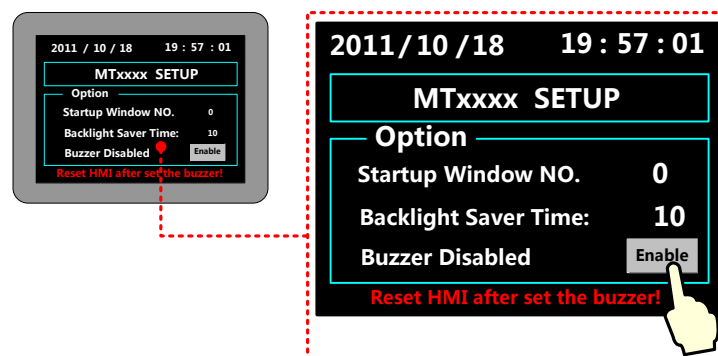 2011 / 10 / 18 19 : 57 : 01
MTxxxx SETUP
Option
Startup Window NO. 0
Backlight Saver Time: 10
Buzzer Disabled Enable
Reset HMI after set the buzzer!
2011/ 10 /18 19 : 57 : 01
MTxxxx SETUP
Option
Startup Window NO. 0
Backlight Saver Time: 10
Buzzer Disabled Enable
Reset HMI after set the buzzer!